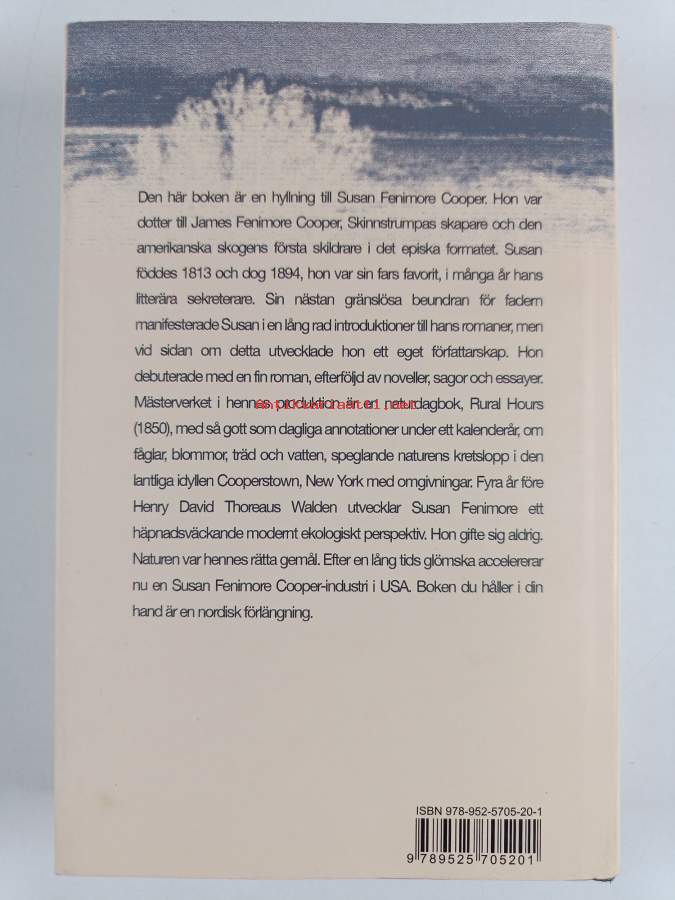 Den här boken är en hyllning till Susan Fenimore Cooper. Hon var
dotter till James Fenimore Cooper, Skinnstrumpas skapare och den
amerikanska skogens första skildrare i det episka formatet. Susan
föddes 1813 och dog 1894, hon var sin fars favorit, i många år hans
litterära sekreterare. Sin nästan gränslösa beundran för fadern
manifesterade Susan i en lång rad introduktioner till hans romaner, men
vid sidan om detta utvecklade hon ett eget författarskap. Hon
debuterade med en fin roman, efterföljd av noveller, sagor och essayer.
Mästerverket i hennes produktion är en naturdagbok, Rural Hours
(1850), med så gott som dagliga annotationer under ett kalenderår, om
fåglar, blommor, träd och vatten, speglande naturens kretslopp i den
lantliga idyllen Cooperstown, New York med omgivningar. Fyra år före
Henry David Thoreaus Walden utvecklar Susan Fenimore ett
häpnadsväckande modernt ekologiskt perspektiv. Hon gifte sig aldrig.
Naturen var hennes rätta gemål. Efter en lång tids glömska accelererar
nu en Susan Fenimore Cooper-industri i USA. Boken du håller i din
hand är en nordisk förlängning.
ISBN 978-952-5705-20-1
9 789525 705201